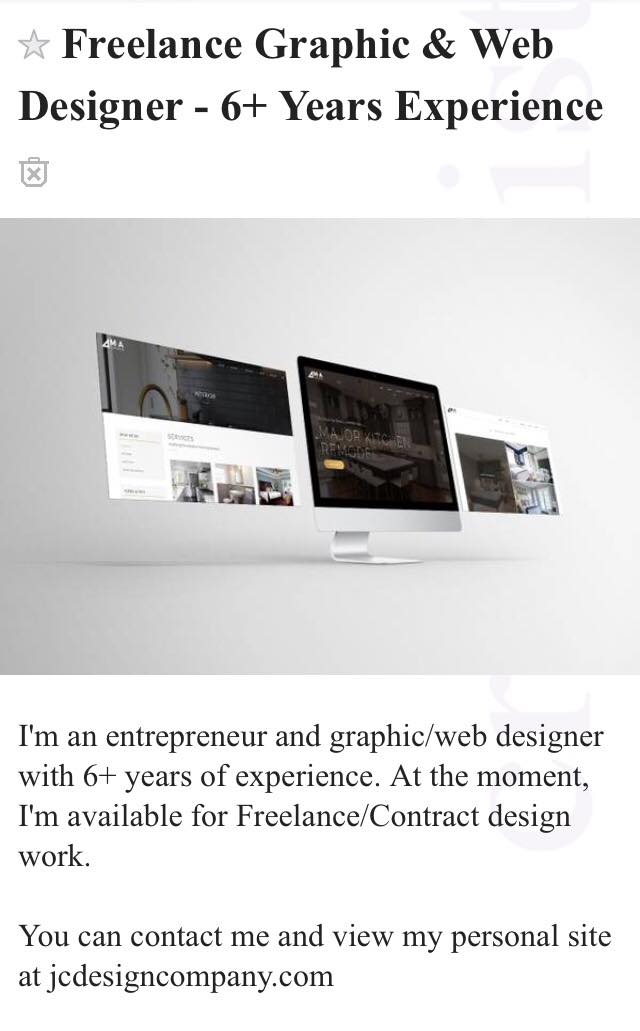 Freelance Graphic & Web
Designer - 6+ Years Experience
MAJOR KITCHEN
REMODEL
SERVICES
I'm an entrepreneur and graphic/web designer
with 6+ years of experience. At the moment,
I'm available for Freelance/Contract design
work.
You can contact me and view my personal site
at jcdesigncompany.com